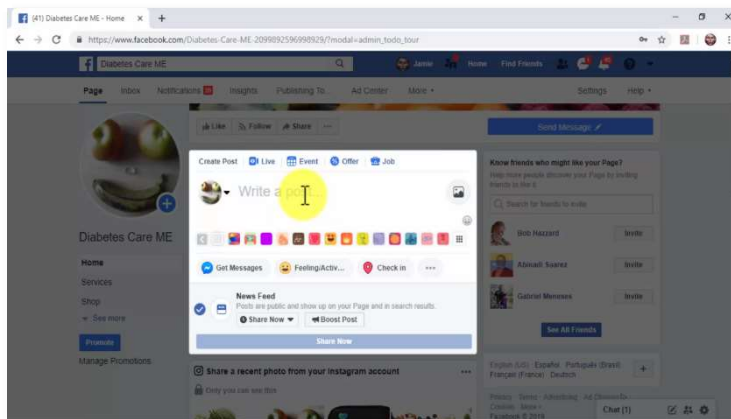 (41) Diabetes Care ME - Home
https://www.facebook.com/Diabetes-Care-ME-2099892596998929/?modal=admin_todo_tour
Diabetes Care ME
Jamie
Home
Find Friends
Page
Inbox
Notifications
Insights
Publishing To...
Ad Center
More
Settings
Help
Like
Follow
Share
Send Message
Create Post
Live
Event
Offer
Job
Write a post...
Get Messages
Feeling/Activ...
Check in
News Feed
Posts are public and show up on your Page and in search results.
Share Now
Boost Post
Share Now
Diabetes Care ME
Home
Services
Shop
See more
Promote
Manage Promotions
Know friends who might like your Page?
Help more people discover your Page by inviting
friends to like it.
Search for friends to invite
Bob Hazzard
Invite
Abmadi Suarez
Invite
Gabriel Meneses
Invite
See All Friends
Share a recent photo from your Instagram account
Only you can see this
English (US) · Español · Português (Brasil)
Français (France) · Deutsch
Privacy · Terms · Advertising
Cookies · More
Facebook © 2019
Chat (1)